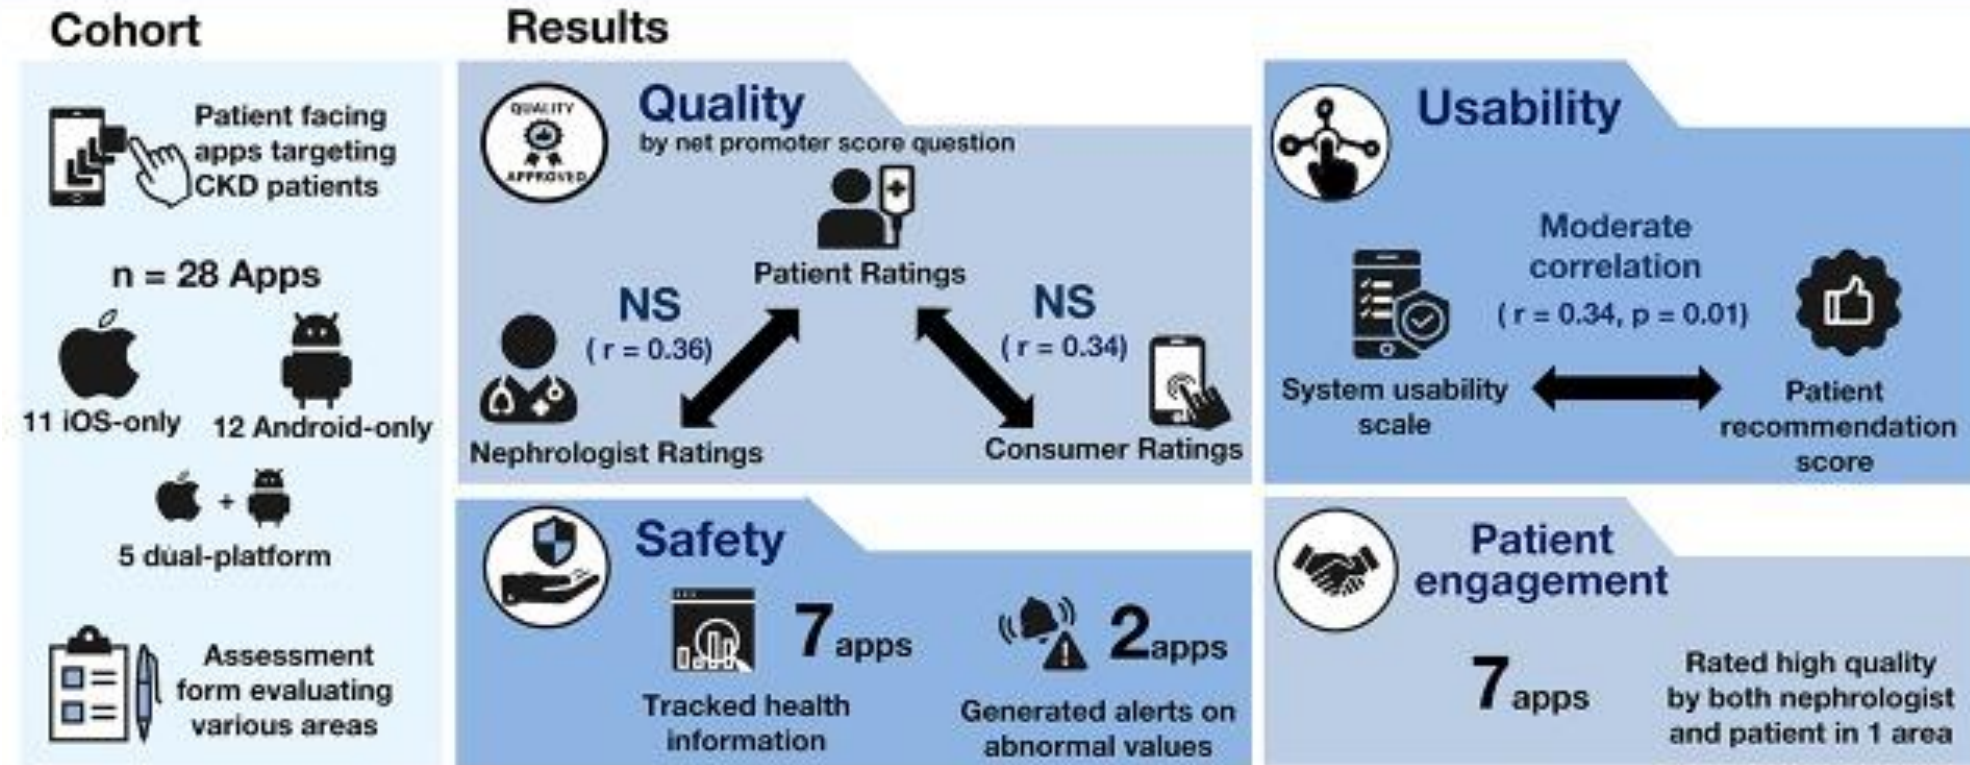 Cohort
Patient facing
apps targeting
CKD patients
n = 28 Apps
11 iOS-only
12 Android-only
+
5 dual-platform
Assessment
form evaluating
various areas
Results
QUALITY
APPROVED
Quality
by net promoter score question
Patient Ratings
NS
( r = 0.36)
NS
( r = 0.34)
Nephrologist Ratings
Consumer Ratings
Usability
Moderate
correlation
( r = 0.34, p = 0.01)
System usability
scale
Patient
recommendation
score
Safety
7 apps
Tracked health
information
2 apps
Generated alerts on
abnormal values
Patient
engagement
7 apps
Rated high quality
by both nephrologist
and patient in 1 area